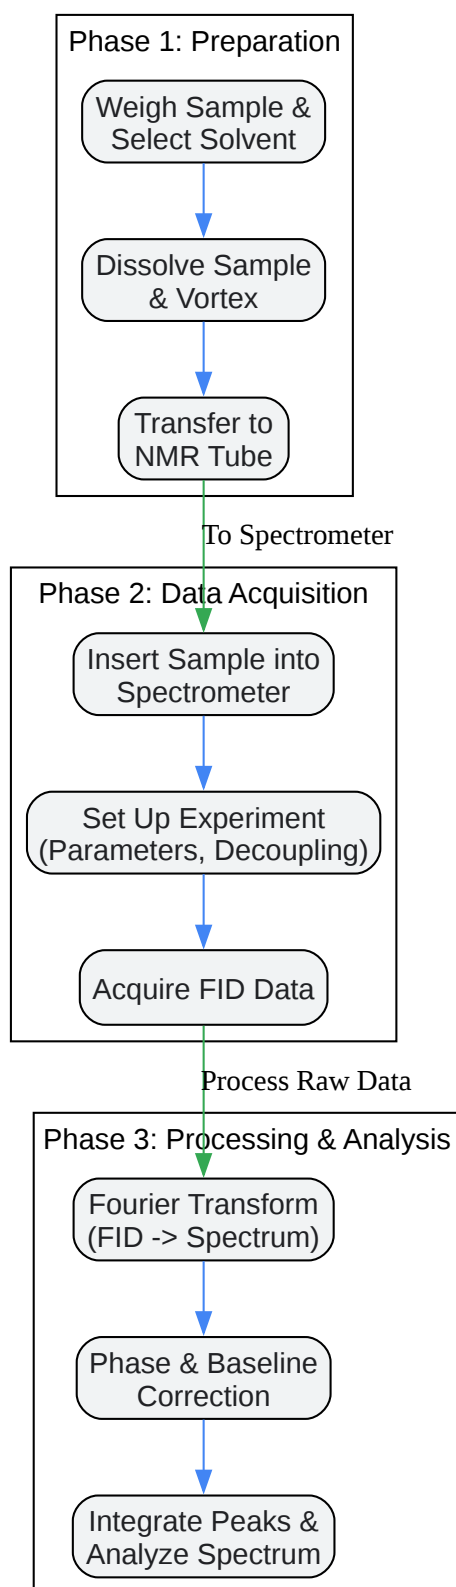 Phase 1: Preparation
Weigh Sample &
Select Solvent
Dissolve Sample
& Vortex
Transfer to
NMR Tube
To Spectrometer
Phase 2: Data Acquisition
Insert Sample into
Spectrometer
Set Up Experiment
(Parameters, Decoupling)
Acquire FID Data
Process Raw Data
Phase 3: Processing & Analysis
Fourier Transform
(FID -> Spectrum)
Phase & Baseline
Correction
Integrate Peaks &
Analyze Spectrum